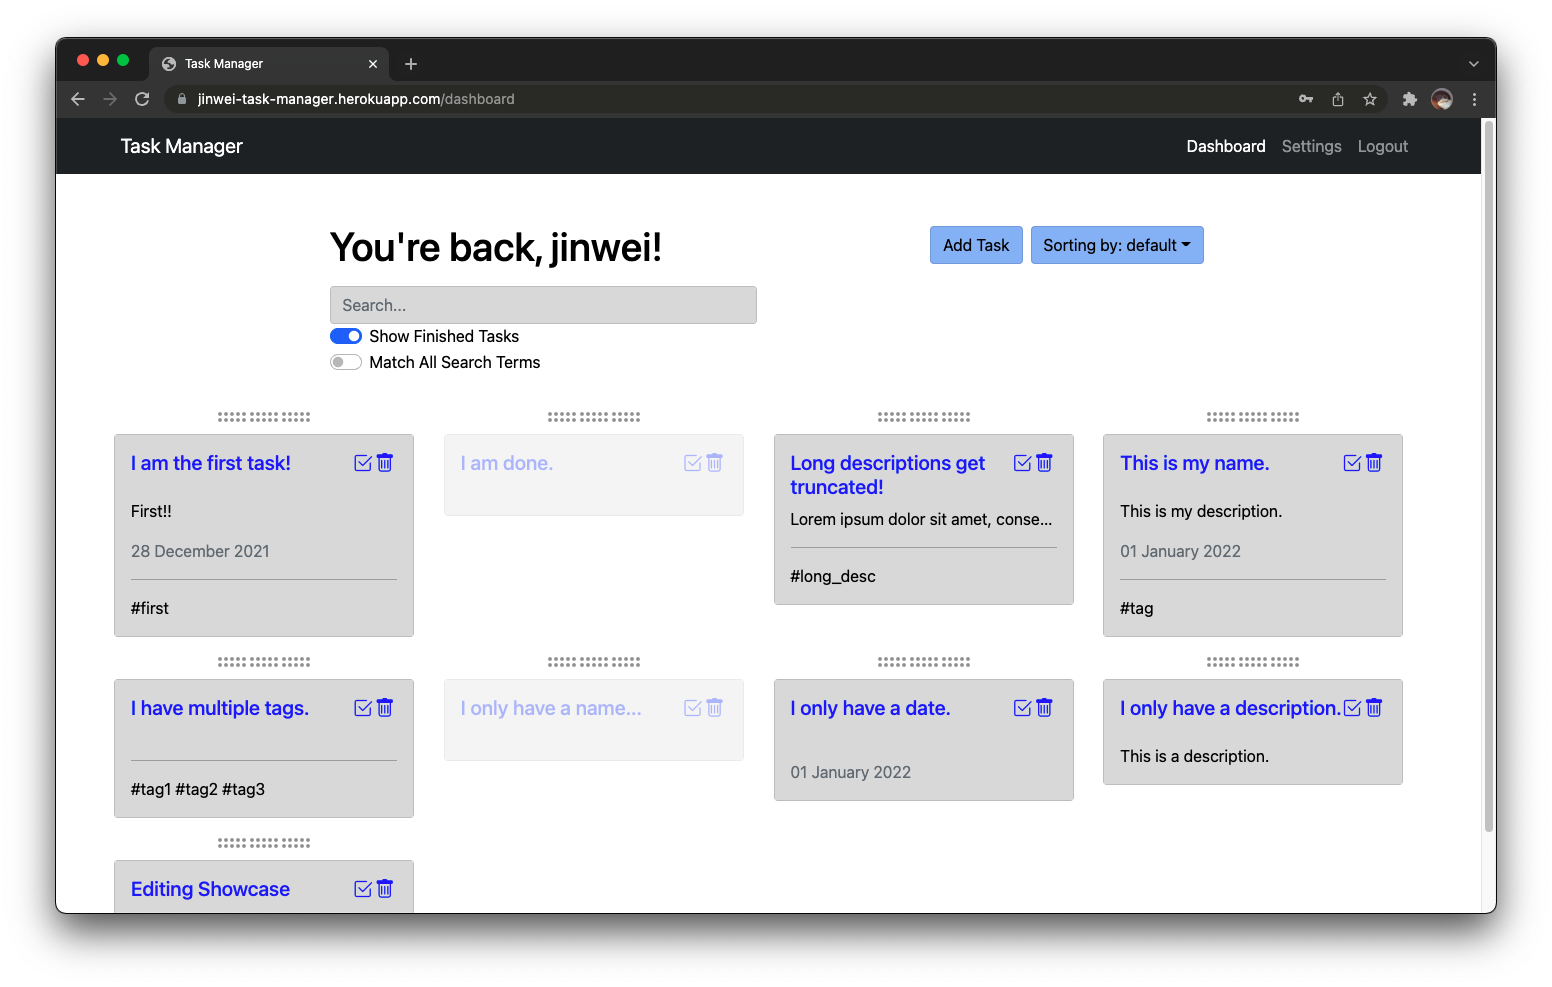 Task Manager
jinwei-task-manager.herokuapp.com/dashboard
Task Manager
Dashboard Settings Logout
You're back, jinwei!
Add Task
Sorting by: default
Search...
Show Finished Tasks
Match All Search Terms
I am the first task!
First!!
28 December 2021
#first
I am done.
Long descriptions get
truncated!
Lorem ipsum dolor sit amet, conse...
#long_desc
This is my name.
This is my description.
01 January 2022
#tag
I have multiple tags.
#tag1 #tag2 #tag3
I only have a name...
I only have a date.
01 January 2022
I only have a description.
This is a description.
Editing Showcase